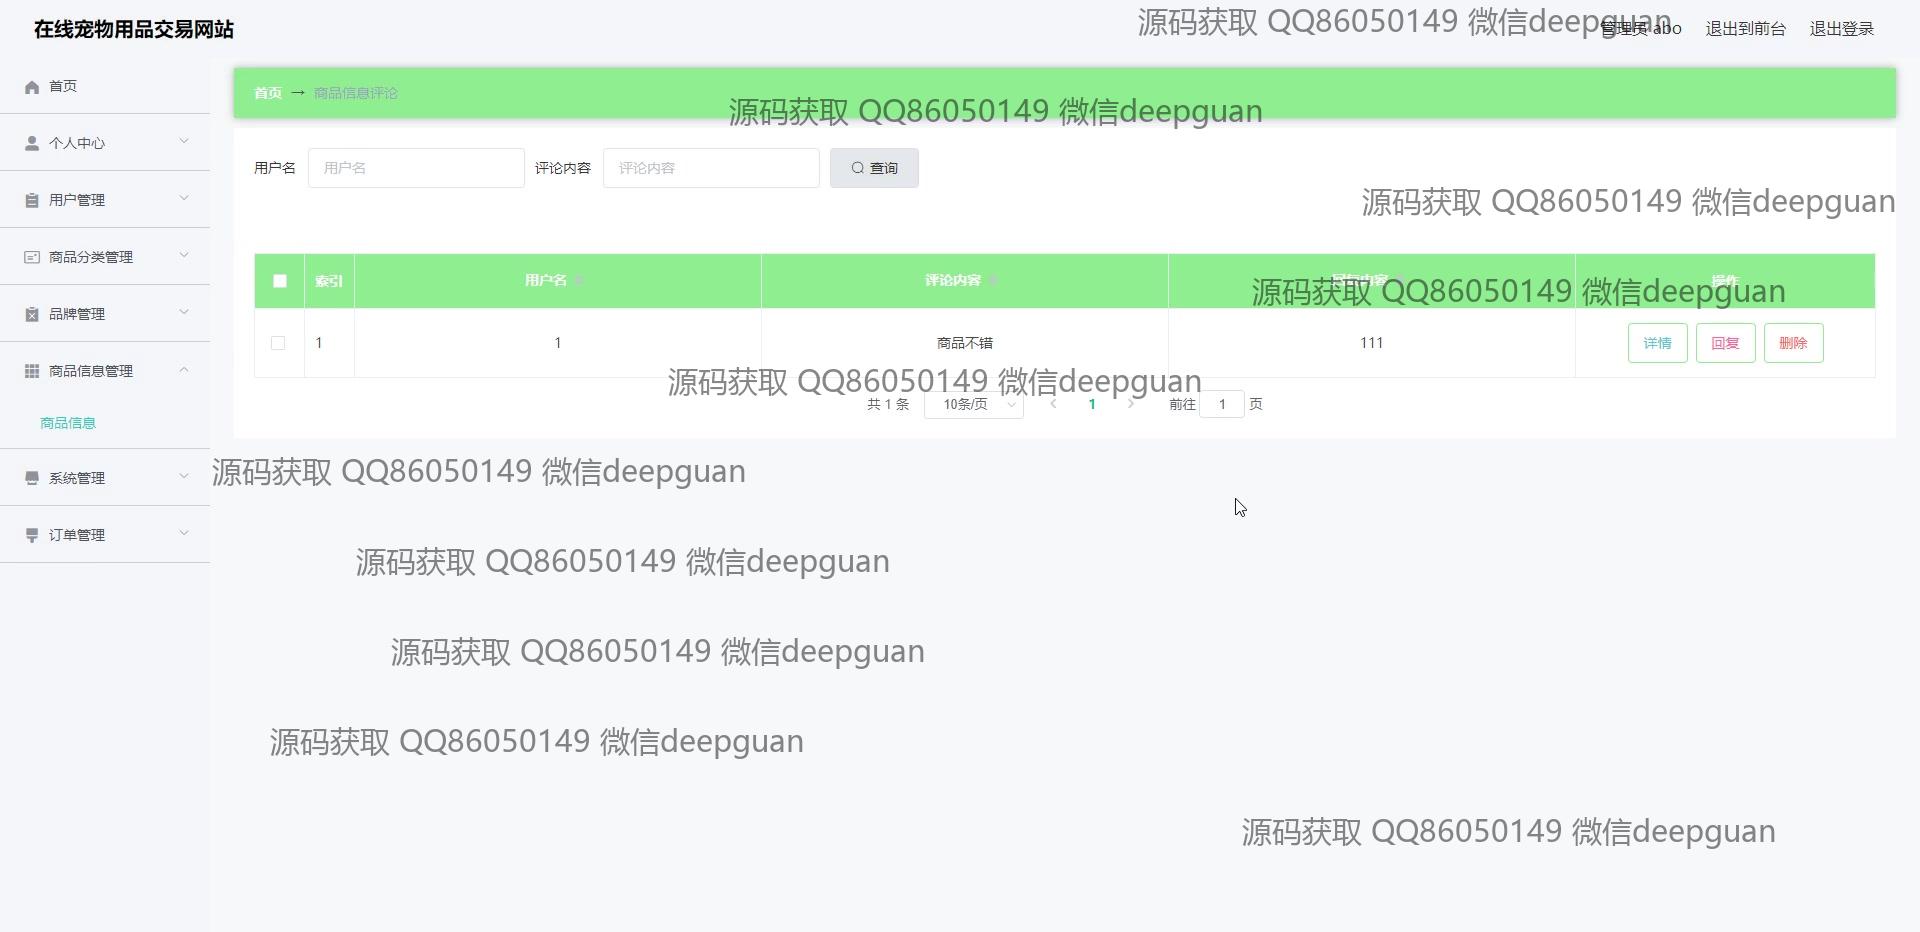 在线宠物用品交易网站
源码获取 QQ86050149 微信deepguan
管理员 abo 退出到前台 退出登录
首页
首页 → 商品信息评论
源码获取 QQ86050149 微信deepguan
个人中心
用户名 用户名 评论内容 评论内容 查询
用户管理
源码获取 QQ86050149 微信deepguan
商品分类管理
索引 用户名 评论内容 回复内容 操作
源码获取 QQ86050149 微信deepguan
品牌管理
1 1 商品不错 111 详情 回复 删除
商品信息管理
源码获取 QQ86050149 微信deepguan
共 1 条 10条/页 1 前往 1 页
商品信息
源码获取 QQ86050149 微信deepguan
系统管理
订单管理
源码获取 QQ86050149 微信deepguan
源码获取 QQ86050149 微信deepguan
源码获取 QQ86050149 微信deepguan
源码获取 QQ86050149 微信deepguan